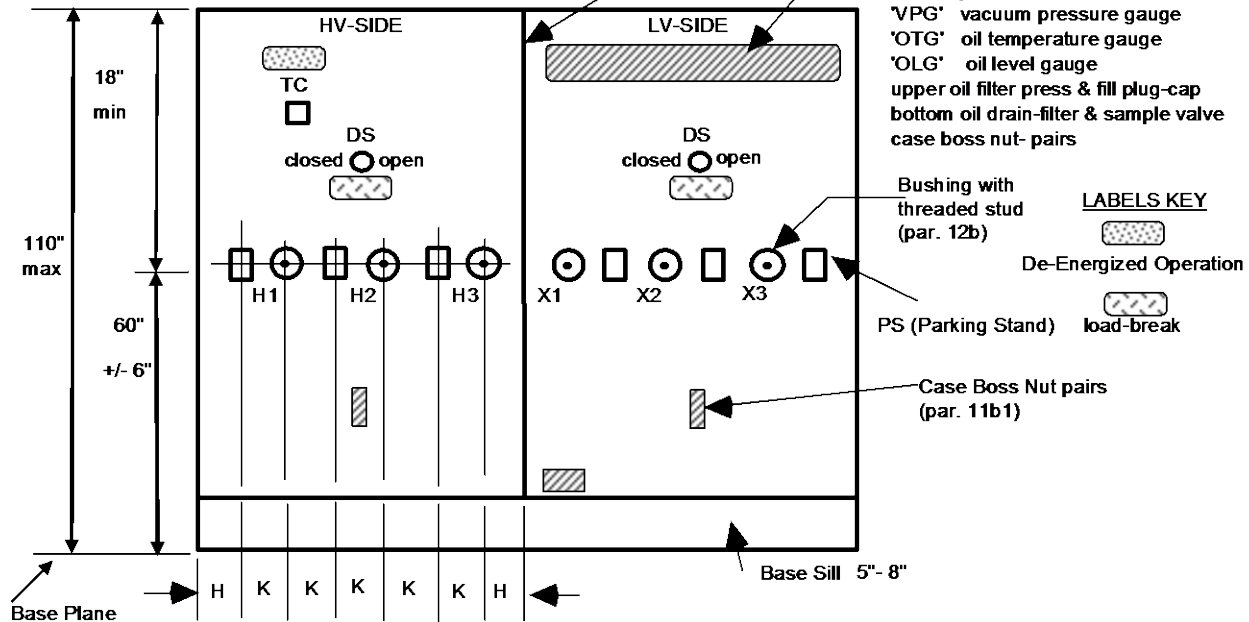 HV-SIDE
LV-SIDE
'VPG' vacuum pressure gauge
'OTG' oil temperature gauge
'OLG' oil level gauge
upper oil filter press & fill plug-cap
bottom oil drain-filter & sample valve
case boss nut- pairs
18"
min
TC
DS
closed open
DS
closed open
Bushing with
threaded stud
(par. 12b)
LABELS KEY
De-Energized Operation
load-break
110"
max
H1
H2
H3
X1
X2
X3
PS (Parking Stand)
60"
+/- 6"
Case Boss Nut pairs
(par. 11b1)
Base Sill 5"- 8"
H K K K K K H
Base Plane